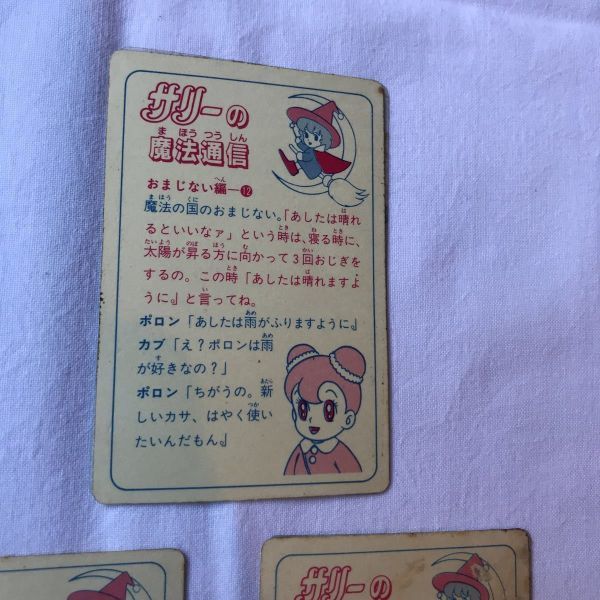 サリーの
魔法通信
おまじない編―⑫
魔法の国のおまじない。「あしたは晴れ
るといいなァ」という時は、寝る時に、
太陽が昇る方に向かって3回おじぎを
するの。この時「あしたは晴れますよ
うに』と言ってね。
ポロン「あしたは雨がふりますように』
カブ「え？ポロンは雨
が好きなの？」
ポロン「ちがうの。新
しいカサ、はやく使い
たいんだもん』
サリーの